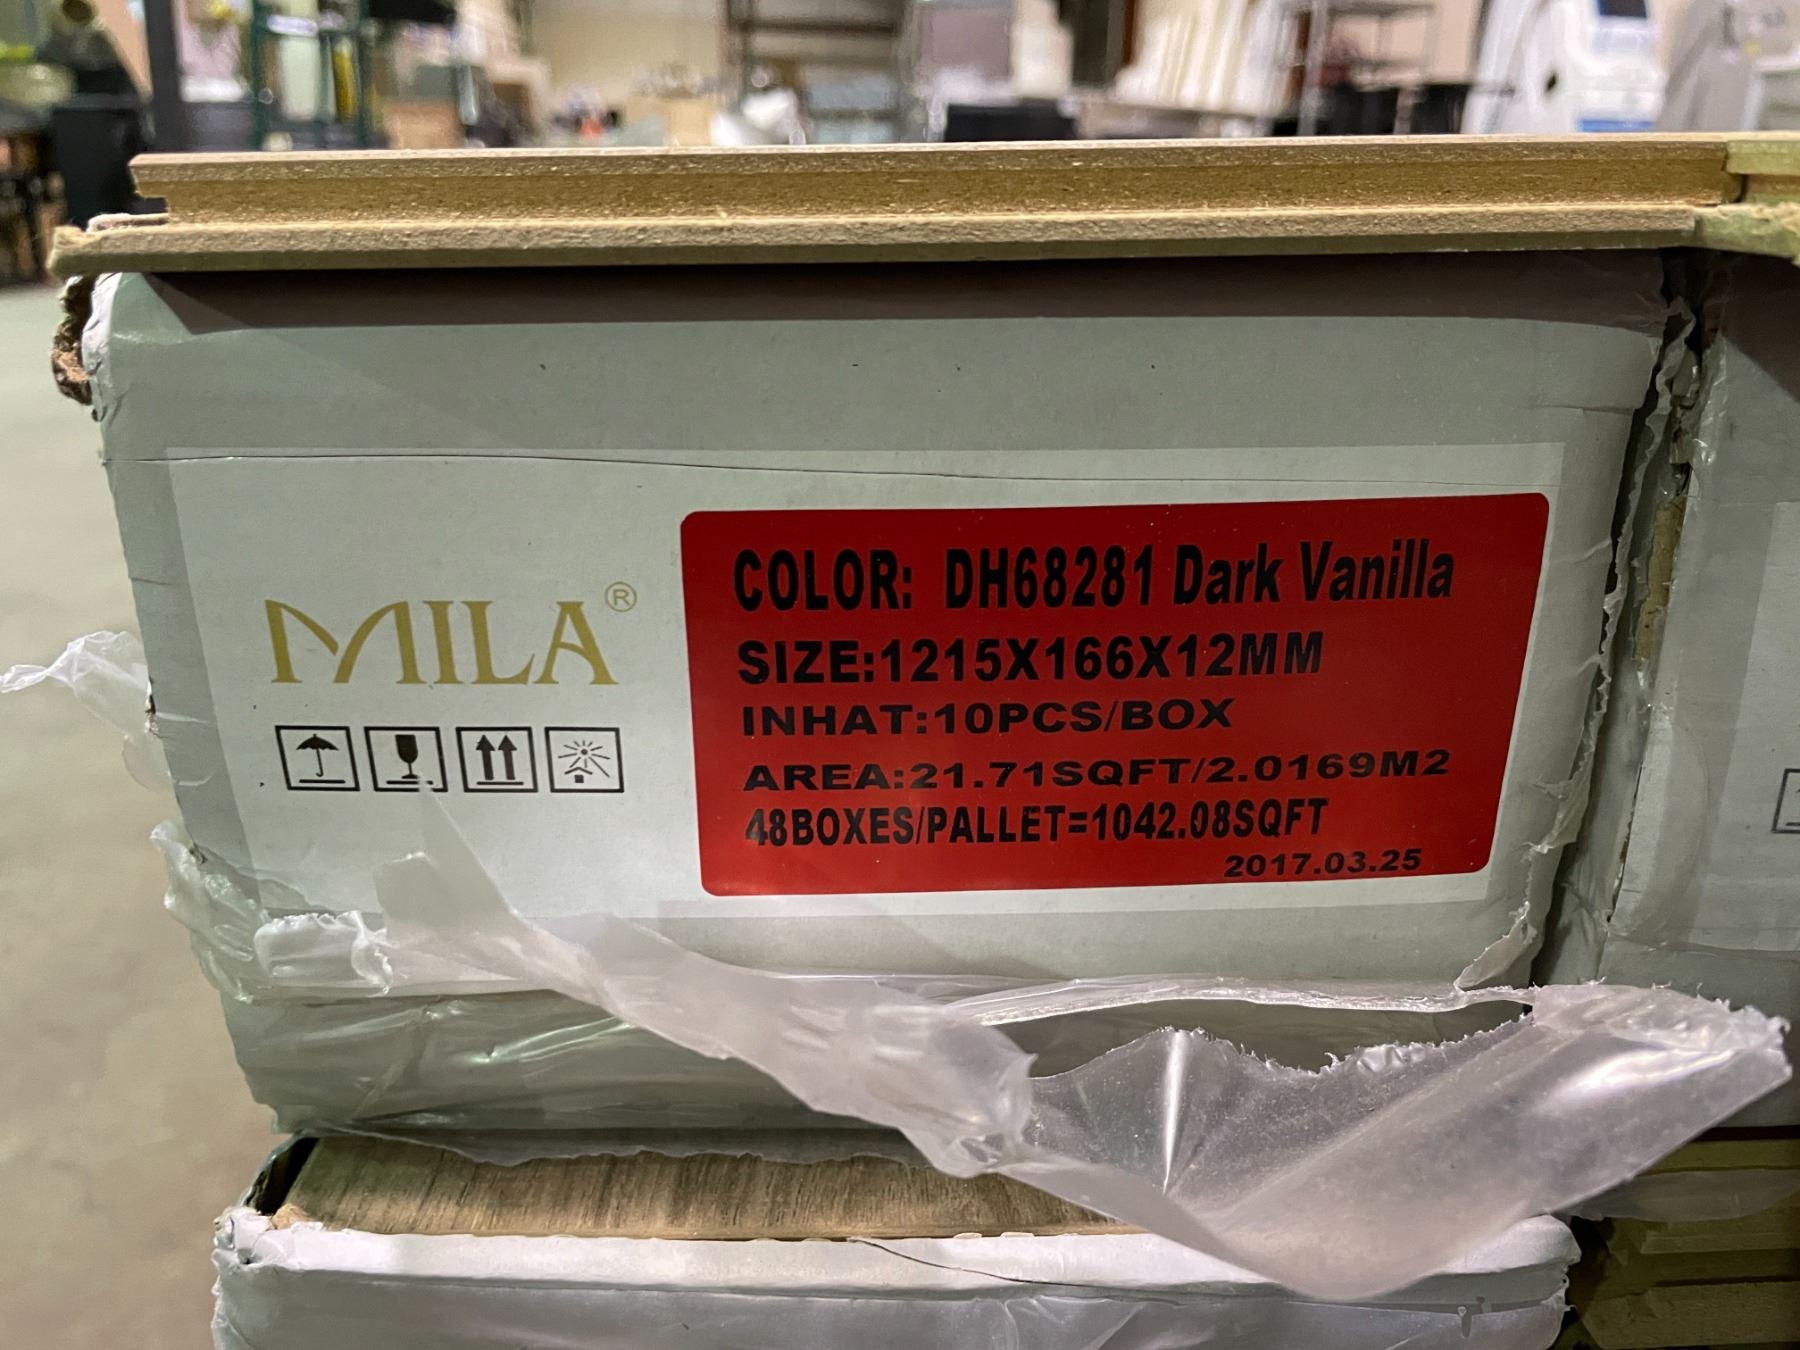 MILA®
COLOR: DH68281 Dark Vanilla
SIZE:1215X166X12MM
INHAT:10PCS/BOX
AREA:21.71SQFT/2.0169M2
48BOXES/PALLET=1042.08SQFT
2017.03.25